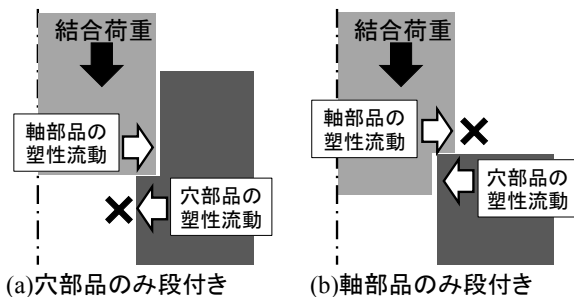 結合荷重
軸部品の
塑性流動
穴部品の
塑性流動
(a)穴部品のみ段付き
結合荷重
軸部品の
塑性流動
穴部品の
塑性流動
(b)軸部品のみ段付き